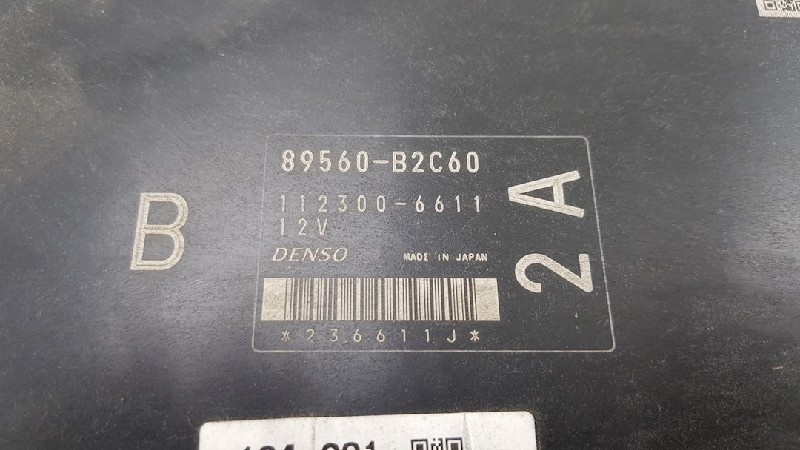 89560-B2C60
112300-6611
12V
DENSO MADE IN JAPAN
*236611J*
B
2A